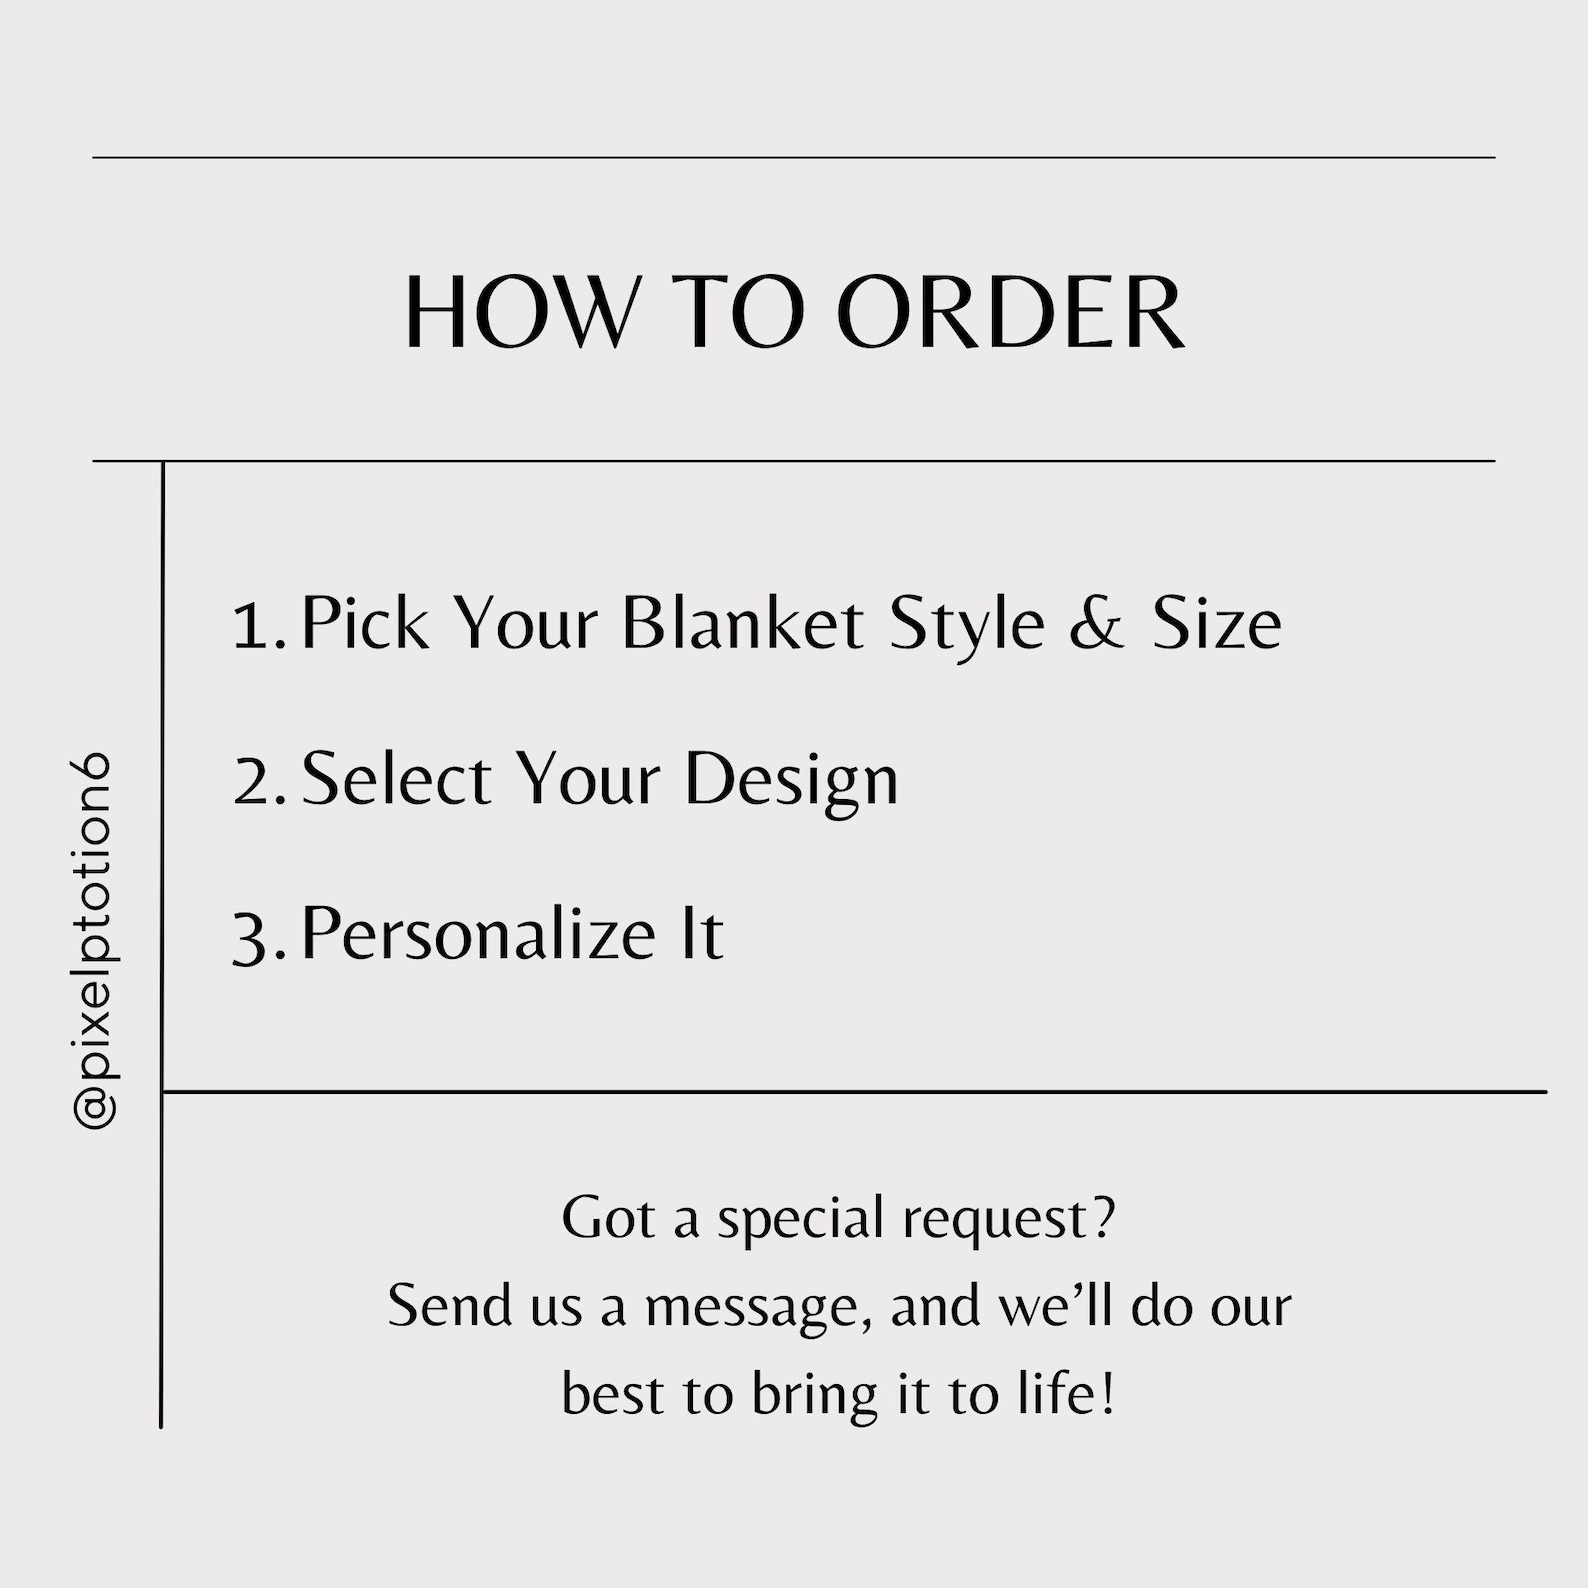 HOW TO ORDER
1. Pick Your Blanket Style & Size
2. Select Your Design
3. Personalize It
@pixelptotion6
Got a special request?
Send us a message, and we’ll do our
best to bring it to life!